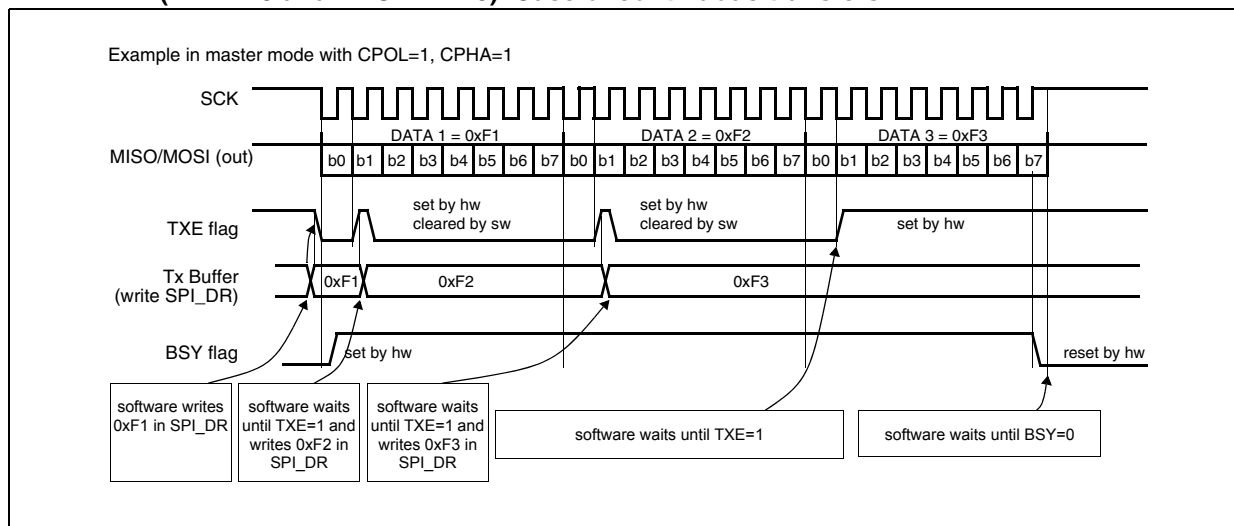 Example in master mode with CPOL=1, CPHA=1
SCK
DATA 1 = 0xF1 DATA 2 = 0xF2 DATA 3 = 0xF3
MISO/MOSI (out)
b0 b1 b2 b3 b4 b5 b6 b7 b0 b1 b2 b3 b4 b5 b6 b7 b0 b1 b2 b3 b4 b5 b6 b7
TXE flag
set by hw
cleared by sw
set by hw
cleared by sw
set by hw
Tx Buffer
(write SPI_DR)
0xF1 0xF2 0xF3
BSY flag
set by hw
reset by hw
software writes
0xF1 in SPI_DR
software waits
until TXE=1 and
writes 0xF2 in
SPI_DR
software waits
until TXE=1 and
writes 0xF3 in
SPI_DR
software waits until TXE=1
software waits until BSY=0